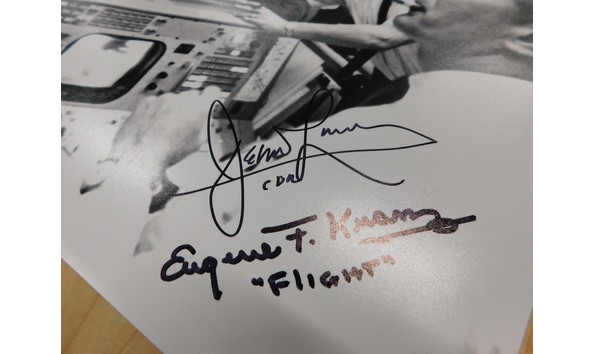 CDR
Eugene F. Kranz
"FLIGHT"